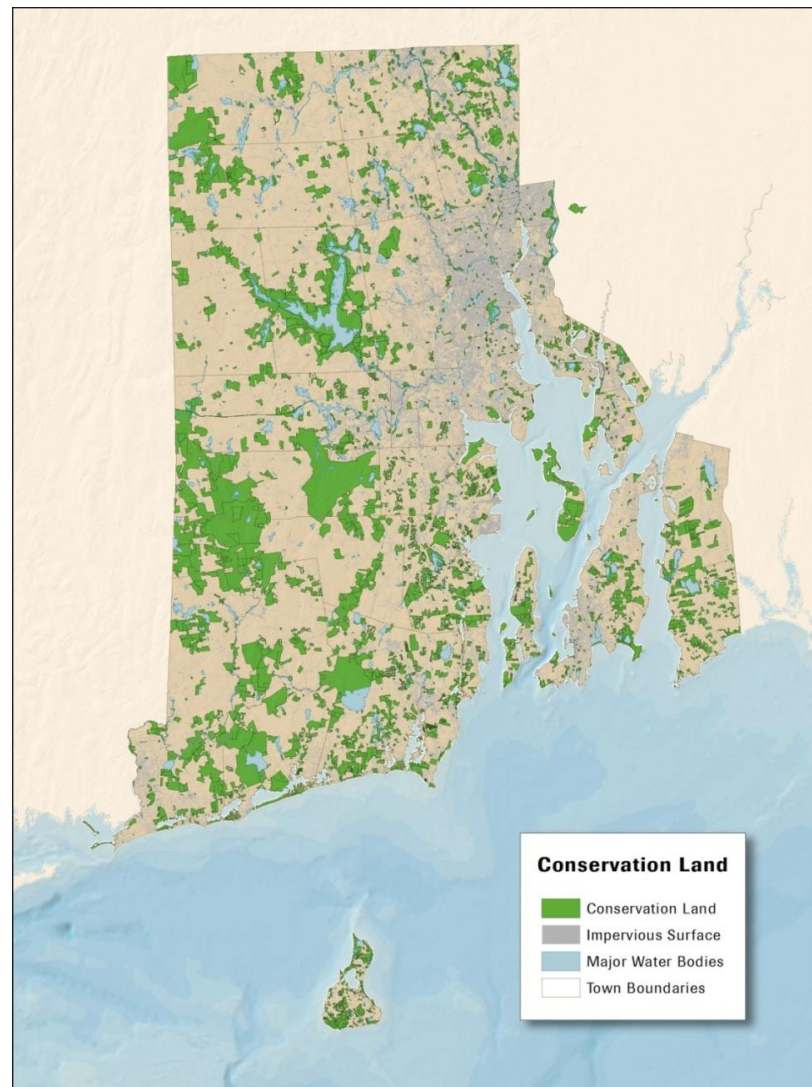 Conservation Land
Conservation Land
Impervious Surface
Major Water Bodies
Town Boundaries